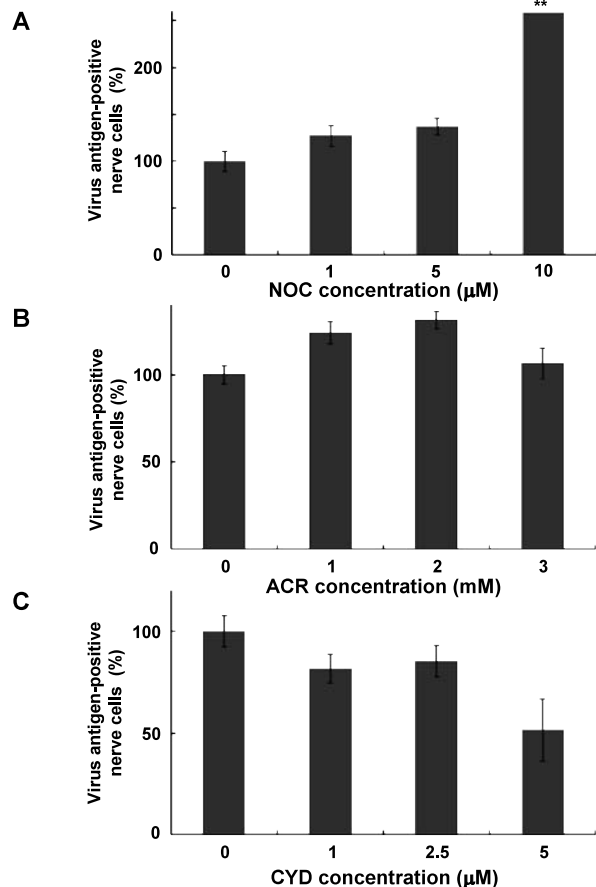 A
**
Virus antigen-positive
nerve cells (%)
200
100
0
0 1 5 10
NOC concentration (μM)
B
Virus antigen-positive
nerve cells (%)
100
50
0
0 1 2 3
ACR concentration (mM)
C
Virus antigen-positive
nerve cells (%)
100
50
0
0 1 2.5 5
CYD concentration (μM)